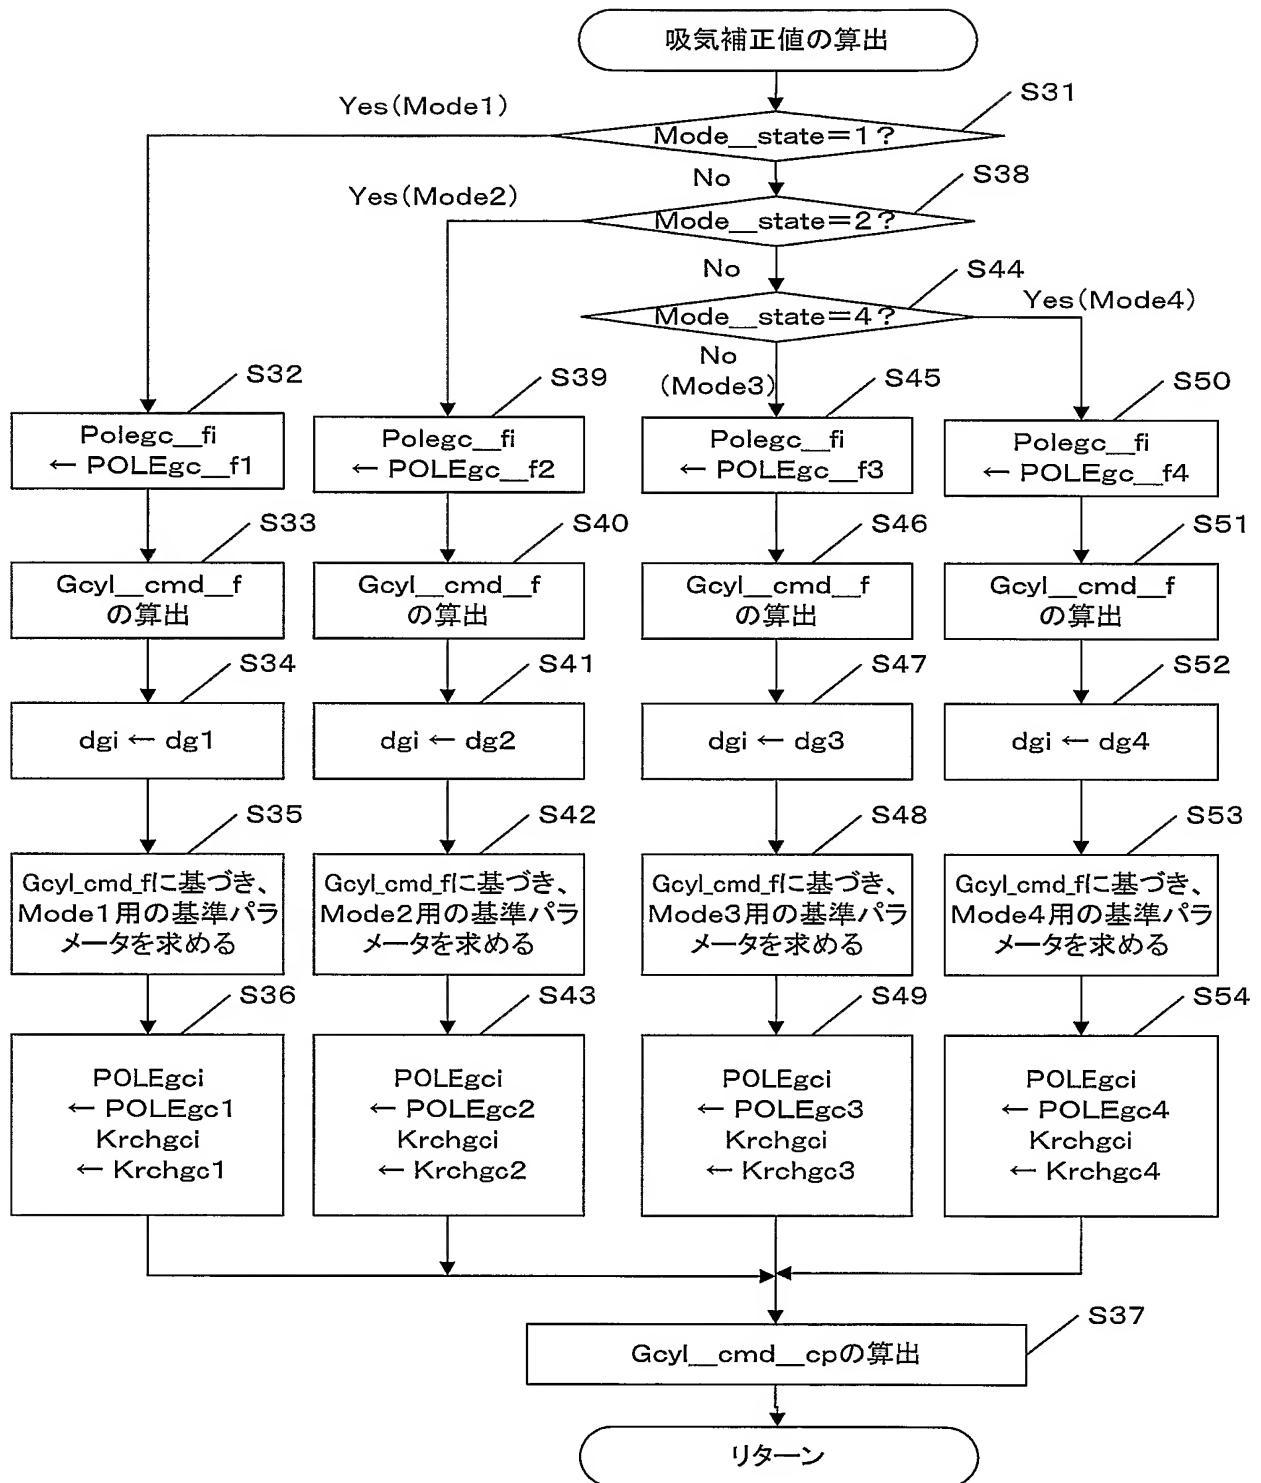 吸気補正値の算出
S31
Yes(Mode1)
Mode__state=1?
No
S38
Yes(Mode2)
Mode__state=2?
No
S44
Mode__state=4?
Yes(Mode4)
No
(Mode3)
S32
Polegc__fi
← POLEgc__f1
S33
Gcyl__cmd__f
の算出
S34
dgi ← dg1
S35
Gcyl_cmd_fに基づき、
Mode1用の基準パラ
メータを求める
S36
POLEgci
← POLEgc1
Krchgci
← Krchgc1
S39
Polegc__fi
← POLEgc__f2
S40
Gcyl__cmd__f
の算出
S41
dgi ← dg2
S42
Gcyl_cmd_fに基づき、
Mode2用の基準パラ
メータを求める
S43
POLEgci
← POLEgc2
Krchgci
← Krchgc2
S45
Polegc__fi
← POLEgc__f3
S46
Gcyl__cmd__f
の算出
S47
dgi ← dg3
S48
Gcyl_cmd_fに基づき、
Mode3用の基準パラ
メータを求める
S49
POLEgci
← POLEgc3
Krchgci
← Krchgc3
S50
Polegc__fi
← POLEgc__f4
S51
Gcyl__cmd__f
の算出
S52
dgi ← dg4
S53
Gcyl_cmd_fに基づき、
Mode4用の基準パラ
メータを求める
S54
POLEgci
← POLEgc4
Krchgci
← Krchgc4
S37
Gcyl__cmd__cpの算出
リターン